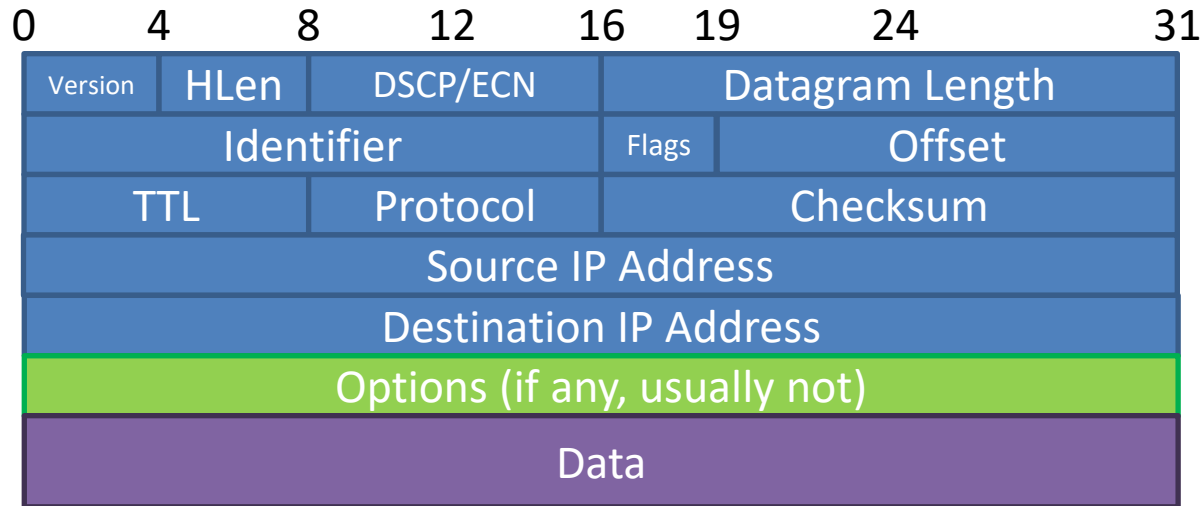 0 4 8 12 16 19 24 31
Version HLen DSCP/ECN Datagram Length
Identifier Flags Offset
TTL Protocol Checksum
Source IP Address
Destination IP Address
Options (if any, usually not)
Data